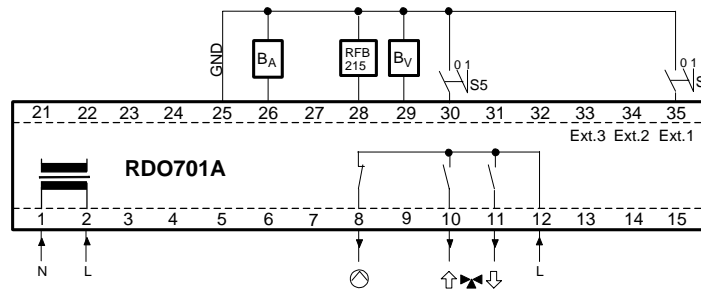 GND
B_A
RFB
215
B_V
0 1
S5
0 1
S
21 22 23 24 25 26 27 28 29 30 31 32 33 34 35
Ext.3 Ext.2 Ext.1
RDO701A
1 2 3 4 5 6 7 8 9 10 11 12 13 14 15
N L L